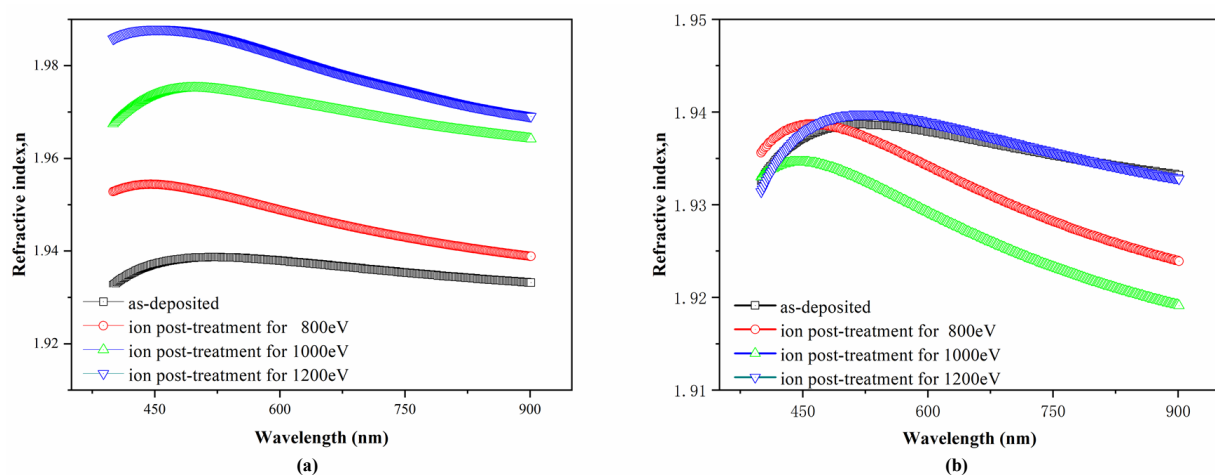 1.98
1.96
1.94
1.92
Refractive index,n
as-deposited
ion post-treatment for 800eV
ion post-treatment for 1000eV
ion post-treatment for 1200eV
450 600 750 900
Wavelength (nm)
(a)
1.95
1.94
1.93
1.92
1.91
Refractive index,n
as-deposited
ion post-treatment for 800eV
ion post-treatment for 1000eV
ion post-treatment for 1200eV
450 600 750 900
Wavelength (nm)
(b)